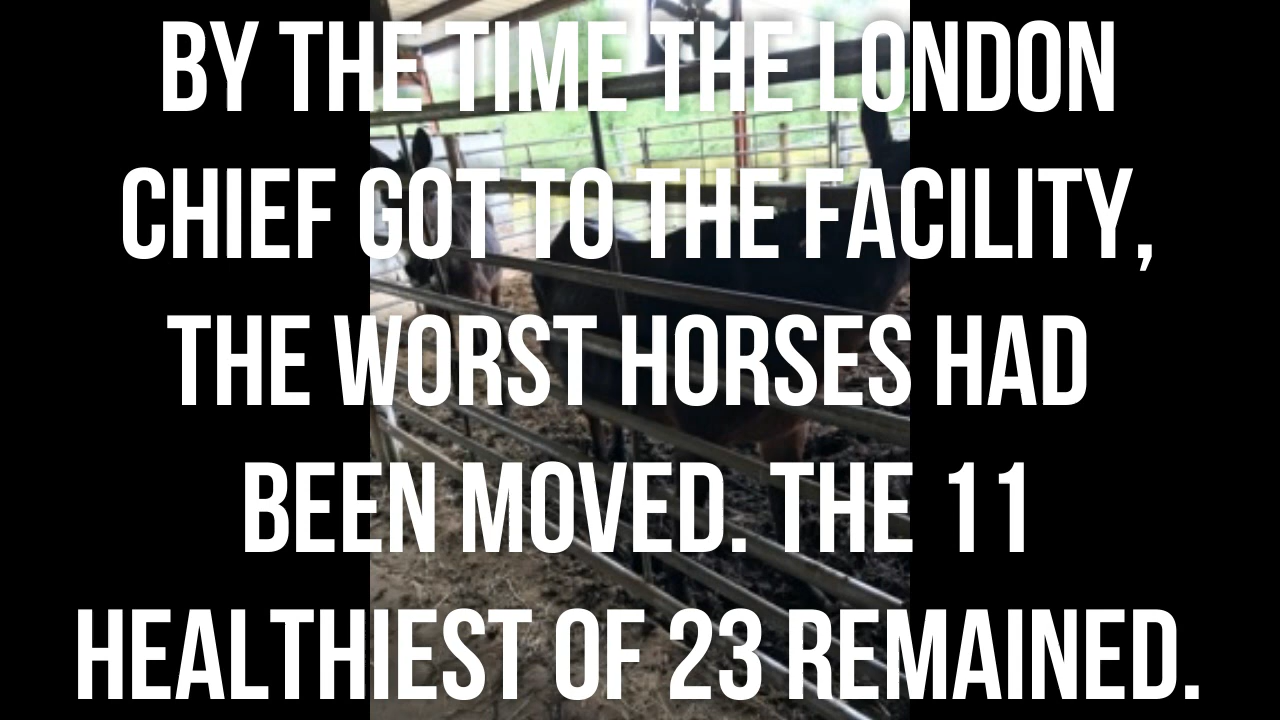 BY THE TIME THE LONDON
CHIEF GOT TO THE FACILITY,
THE WORST HORSES HAD
BEEN MOVED. THE 11
HEALTHIEST OF 23 REMAINED.